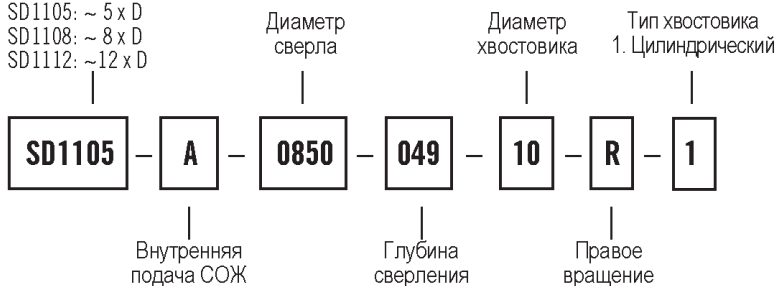 SD1105: ~ 5 x D
SD1108: ~ 8 x D
SD1112: ~12 x D
Диаметр
сверла
Диаметр
хвостовика
Тип хвостовика
1. Цилиндрический
SD1105 – A – 0850 – 049 – 10 – R – 1
Внутренняя
подача СОЖ
Глубина
сверления
Правое
вращение